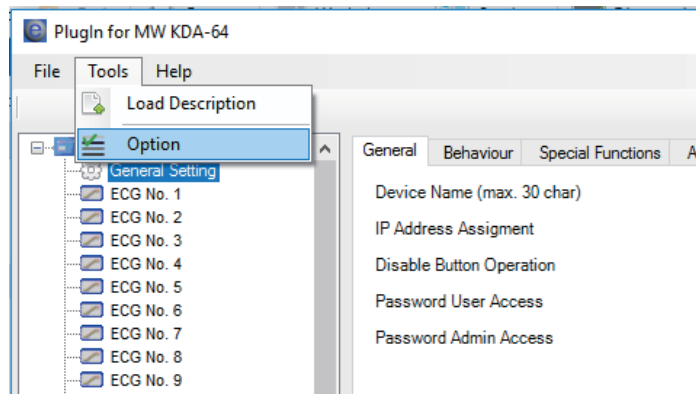 PlugIn for MW KDA-64
File Tools Help
Load Description
Option
General Setting
ECG No. 1
ECG No. 2
ECG No. 3
ECG No. 4
ECG No. 5
ECG No. 6
ECG No. 7
ECG No. 8
ECG No. 9
General Behaviour Special Functions A
Device Name (max. 30 char)
IP Address Assigment
Disable Button Operation
Password User Access
Password Admin Access